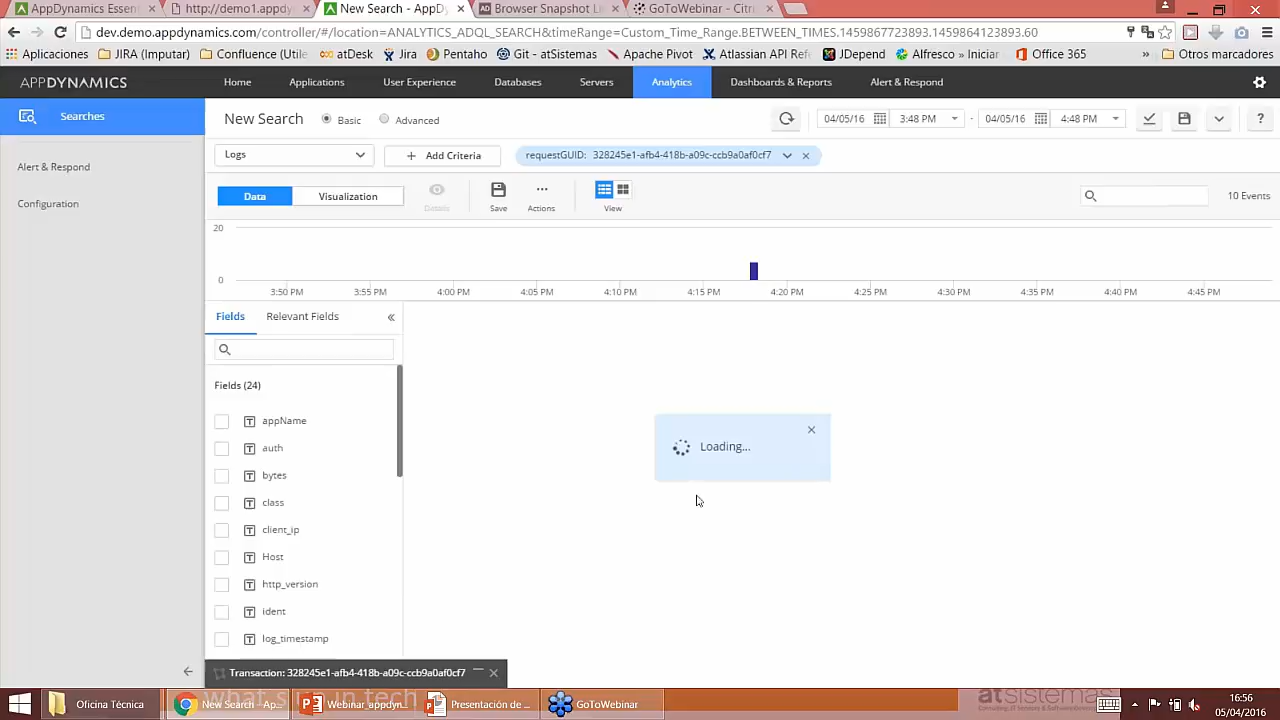 AppDynamics Essen
http://demo1.appdy
New Search - AppD
Browser Snapshot Li
GoToWebinar - Citri
dev.demo.appdynamics.com/controller/#/location=ANALYTICS_ADQL_SEARCH&timeRange=Custom_Time_Range.BETWEEN_TIMES.1459867723893.1459864123893.60
Aplicaciones
JIRA (Imputar)
Confluence (Utile
atDesk
Jira
Pentaho
Git - atSistemas
Apache Pivot
Atlassian API Ref
JDepend
Alfresco » Iniciar
Office 365
»
Otros marcadores
APPDYNAMICS
Home
Applications
User Experience
Databases
Servers
Analytics
Dashboards & Reports
Alert & Respond
Searches
Alert & Respond
Configuration
New Search
Basic
Advanced
04/05/16
3:48 PM
-
04/05/16
4:48 PM
?
Logs
+ Add Criteria
requestGUID: 328245e1-afb4-418b-a09c-ccb9a0af0cf7
Data
Visualization
Details
Save
Actions
View
10 Events
20
0
3:50 PM
3:55 PM
4:00 PM
4:05 PM
4:10 PM
4:15 PM
4:20 PM
4:25 PM
4:30 PM
4:35 PM
4:40 PM
4:45 PM
Fields
Relevant Fields
«
Fields (24)
T appName
T auth
T bytes
T class
T client_ip
T Host
T http_version
T ident
T log_timestamp
Loading...
Transaction: 328245e1-afb4-418b-a09c-ccb9a0af0cf7
Oficina Técnica
New Search - Ap...
Webinar_appdyn...
Presentación de ...
GoToWebinar
atsistemas
16:56
05/04/2016